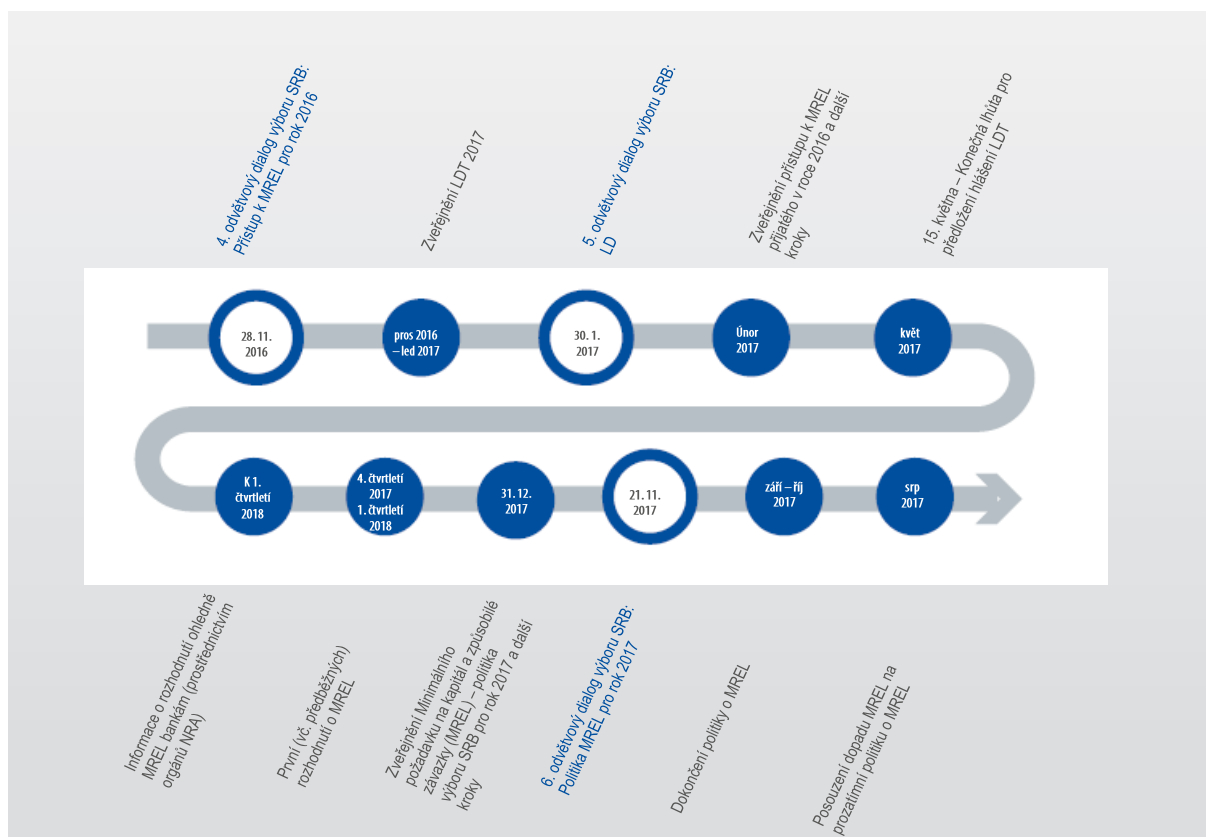 4. odvětvový dialog výboru SRB:
Přístup k MREL pro rok 2016
Zveřejnění LDT 2017
5. odvětvový dialog výboru SRB:
LD
Zveřejnění přístupu k MREL
přijatého v roce 2016 a další
kroky
15. května – Konečná lhůta pro
předložení hlášení LDT
28. 11.
2016
pros 2016
– led 2017
30. 1.
2017
Únor
2017
květ
2017
K 1.
čtvrtletí
2018
4. čtvrtletí
2017
1. čtvrtletí
2018
31. 12.
2017
21. 11.
2017
září – říj
2017
srp
2017
Informace o rozhodnutí ohledně
MREL bankám (prostřednictvím
orgánů NRA)
První (vč. předběžných)
rozhodnutí o MREL
Zveřejnění Minimálního
požadavku na kapitál a způsobilé
závazky (MREL) – politika
výboru SRB pro rok 2017 a další
kroky
6. odvětvový dialog výboru SRB:
Politika MREL pro rok 2017
Dokončení politiky o MREL
Posouzení dopadu MREL na
prozatímní politiku o MREL